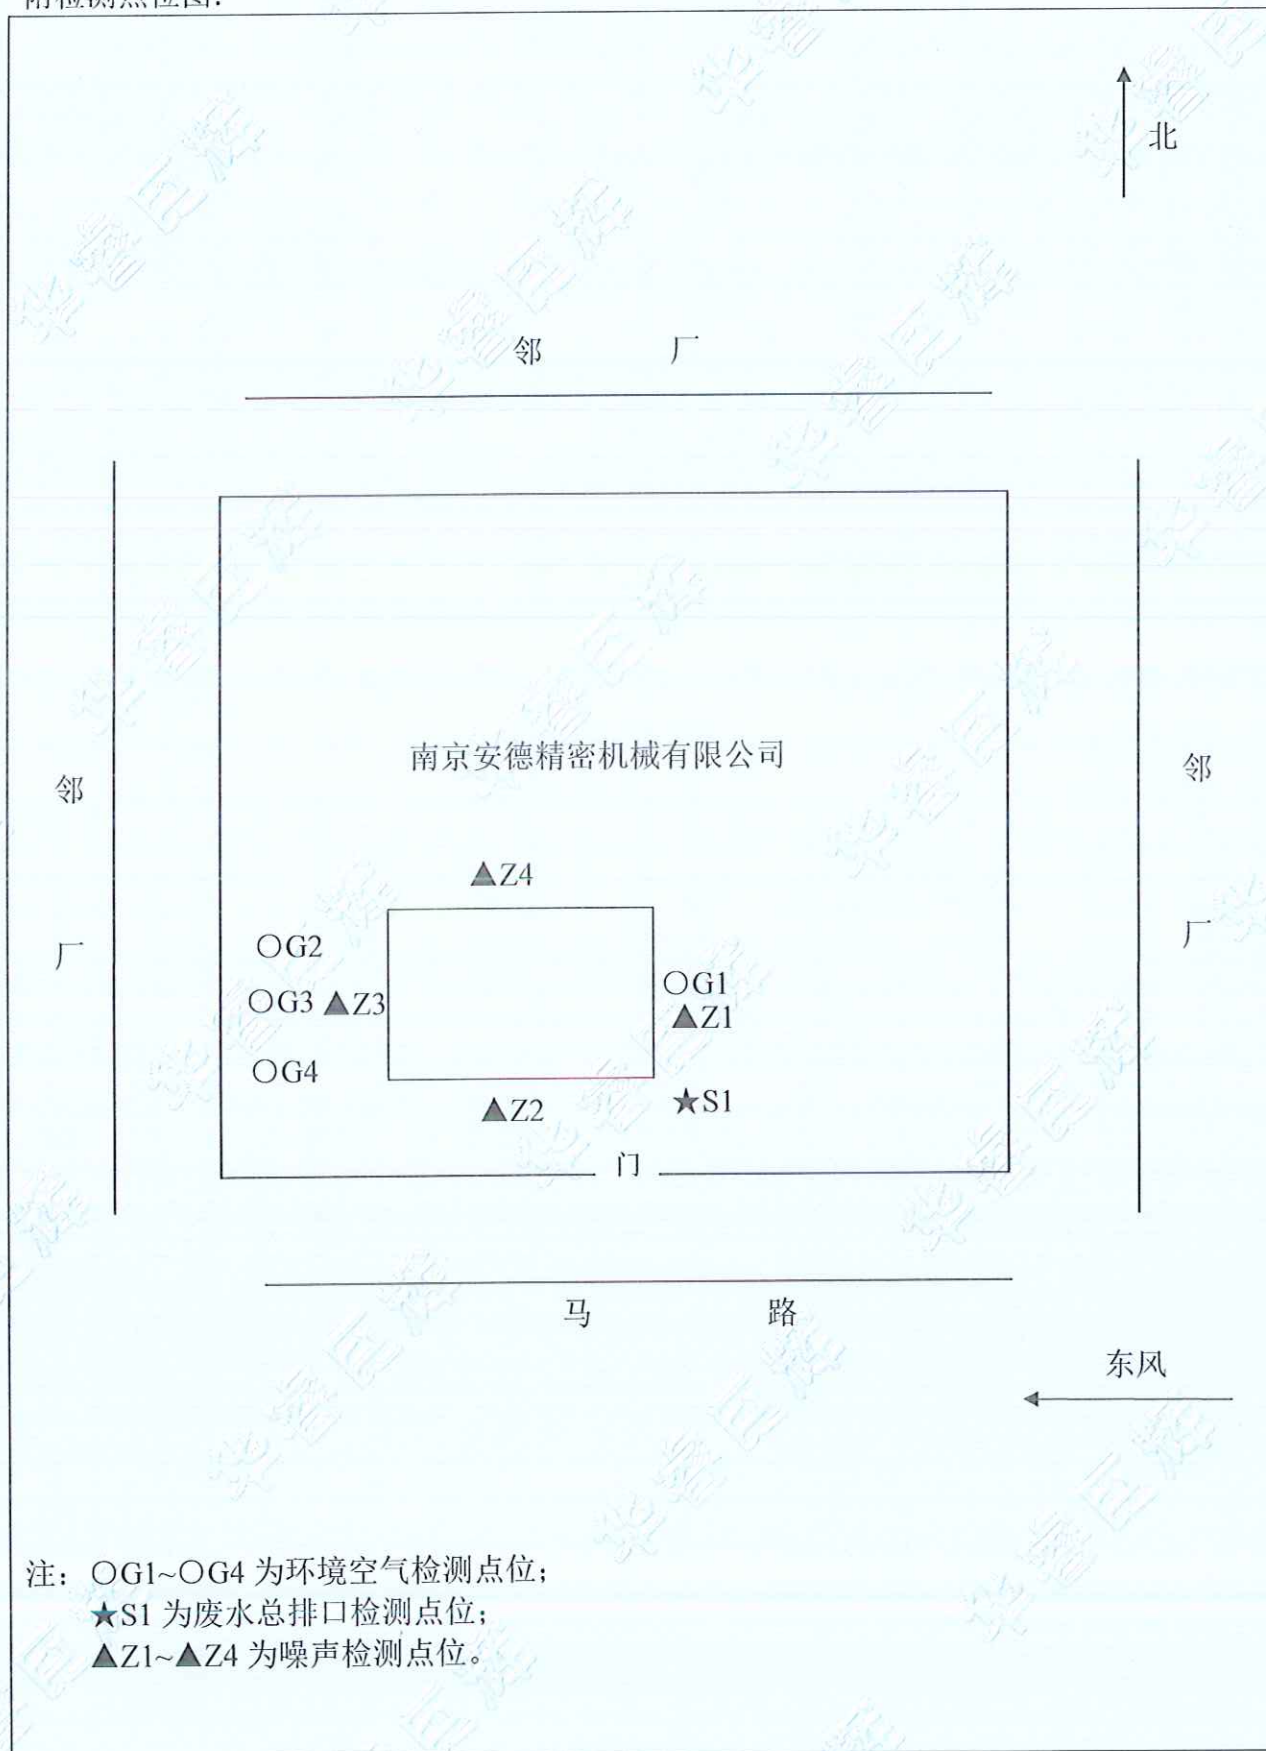 附检测点位图:
北
邻 厂
南京安德精密机械有限公司
邻
厂
邻
厂
▲Z4
○G2
○G3 ▲Z3
○G4
○G1
▲Z1
▲Z2
★S1
门
马 路
东风
注：○G1~○G4 为环境空气检测点位；
★S1 为废水总排口检测点位；
▲Z1~▲Z4 为噪声检测点位。